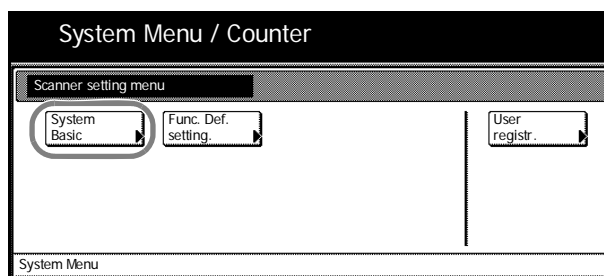 System Menu / Counter
Scanner setting menu
System
Basic
Func. Def.
setting.
User
registr.
System Menu